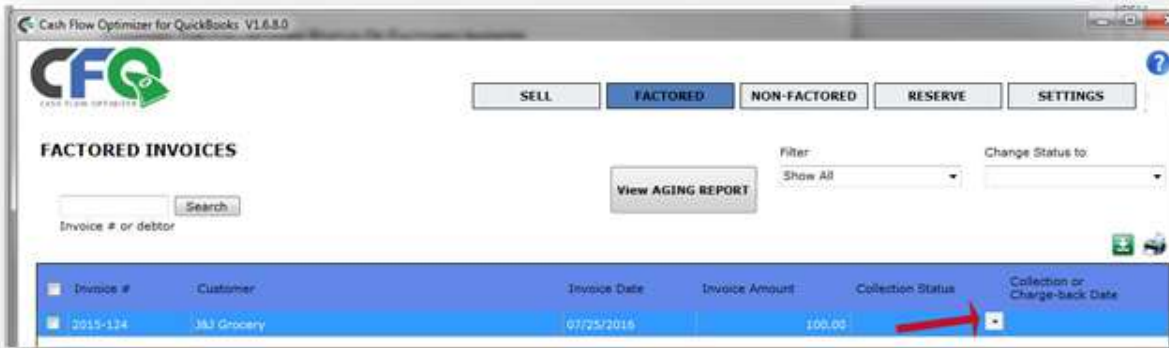 Cash Flow Optimizer for QuickBooks V1.6.8.0
CFO
CASH FLOW OPTIMIZER
SELL FACTORED NON-FACTORED RESERVE SETTINGS
FACTORED INVOICES
Filter Change Status to
View AGING REPORT Show All
Search
Invoice # or debtor
Invoice # Customer Invoice Date Invoice Amount Collection Status Collection or Charge-back Date
2015-124 J&J Grocery 07/25/2016 100.00